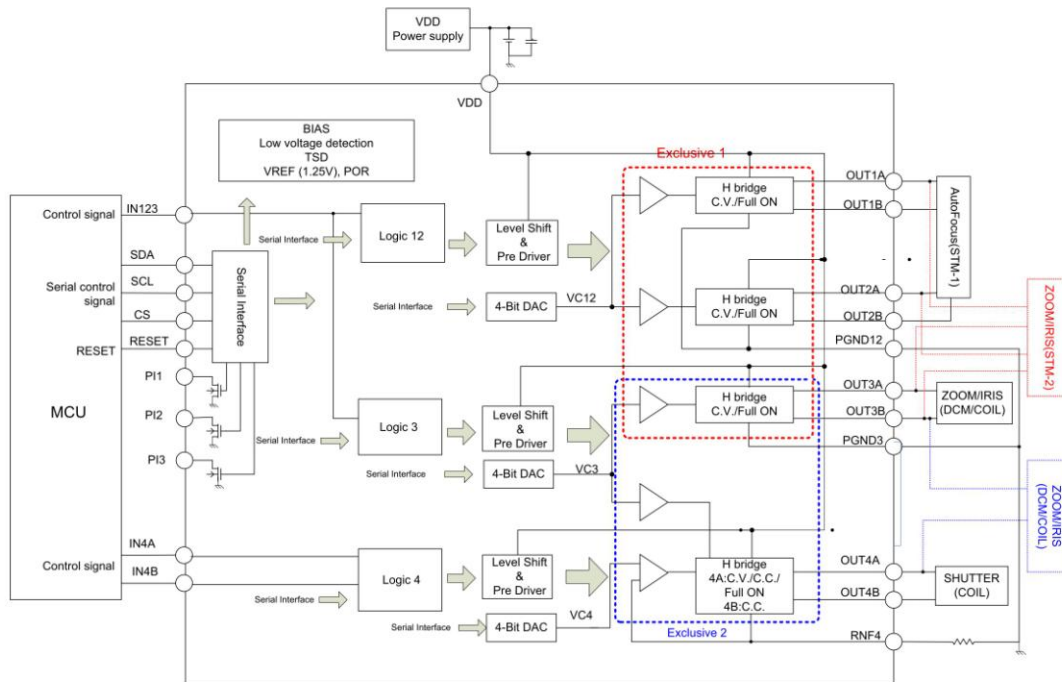 VDD
Power supply
VDD
BIAS
Low voltage detection
TSD
VREF (1.25V), POR
Exclusive 1
MCU
Control signal
IN123
SDA
Serial control
signal
SCL
CS
RESET
RESET
PI1
PI2
PI3
Control signal
IN4A
IN4B
Serial Interface
Serial Interface
Logic 12
Level Shift
&
Pre Driver
Serial Interface
4-Bit DAC
VC12
H bridge
C.V./Full ON
H bridge
C.V./Full ON
OUT1A
OUT1B
AutoFocus(STM-1)
OUT2A
OUT2B
PGND12
ZOOM/IRIS(STM-2)
Serial Interface
Logic 3
Level Shift
&
Pre Driver
Serial Interface
4-Bit DAC
VC3
H bridge
C.V./Full ON
OUT3A
OUT3B
PGND3
ZOOM/IRIS
(DCM/COIL)
ZOOM/IRIS
(DCM/COIL)
Serial Interface
Logic 4
Level Shift
&
Pre Driver
Serial Interface
4-Bit DAC
VC4
H bridge
4A:C.V./C.C./
Full ON
4B:C.C.
OUT4A
OUT4B
RNF4
SHUTTER
(COIL)
Exclusive 2